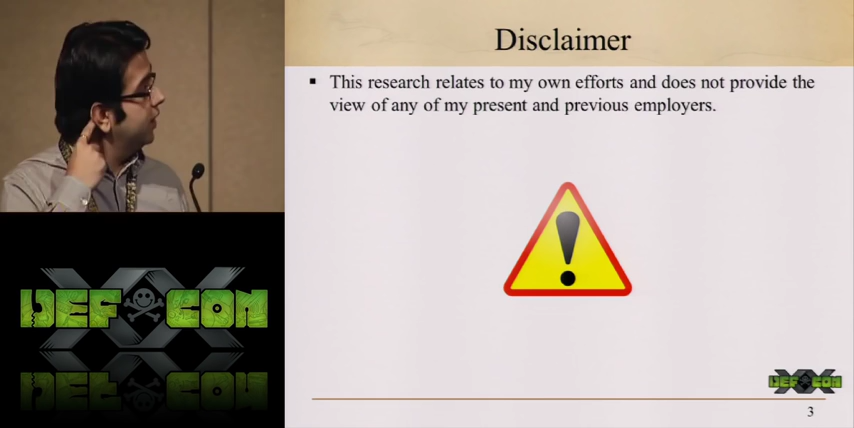 Disclaimer
▪ This research relates to my own efforts and does not provide the
view of any of my present and previous employers.
DEF CON
XX
DEF CON
3